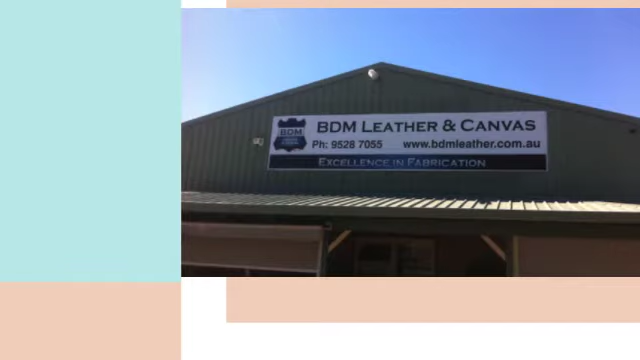 BDM LEATHER & CANVAS
BDM
Ph: 9528 7055 www.bdmleather.com.au
EXCELLENCE IN FABRICATION